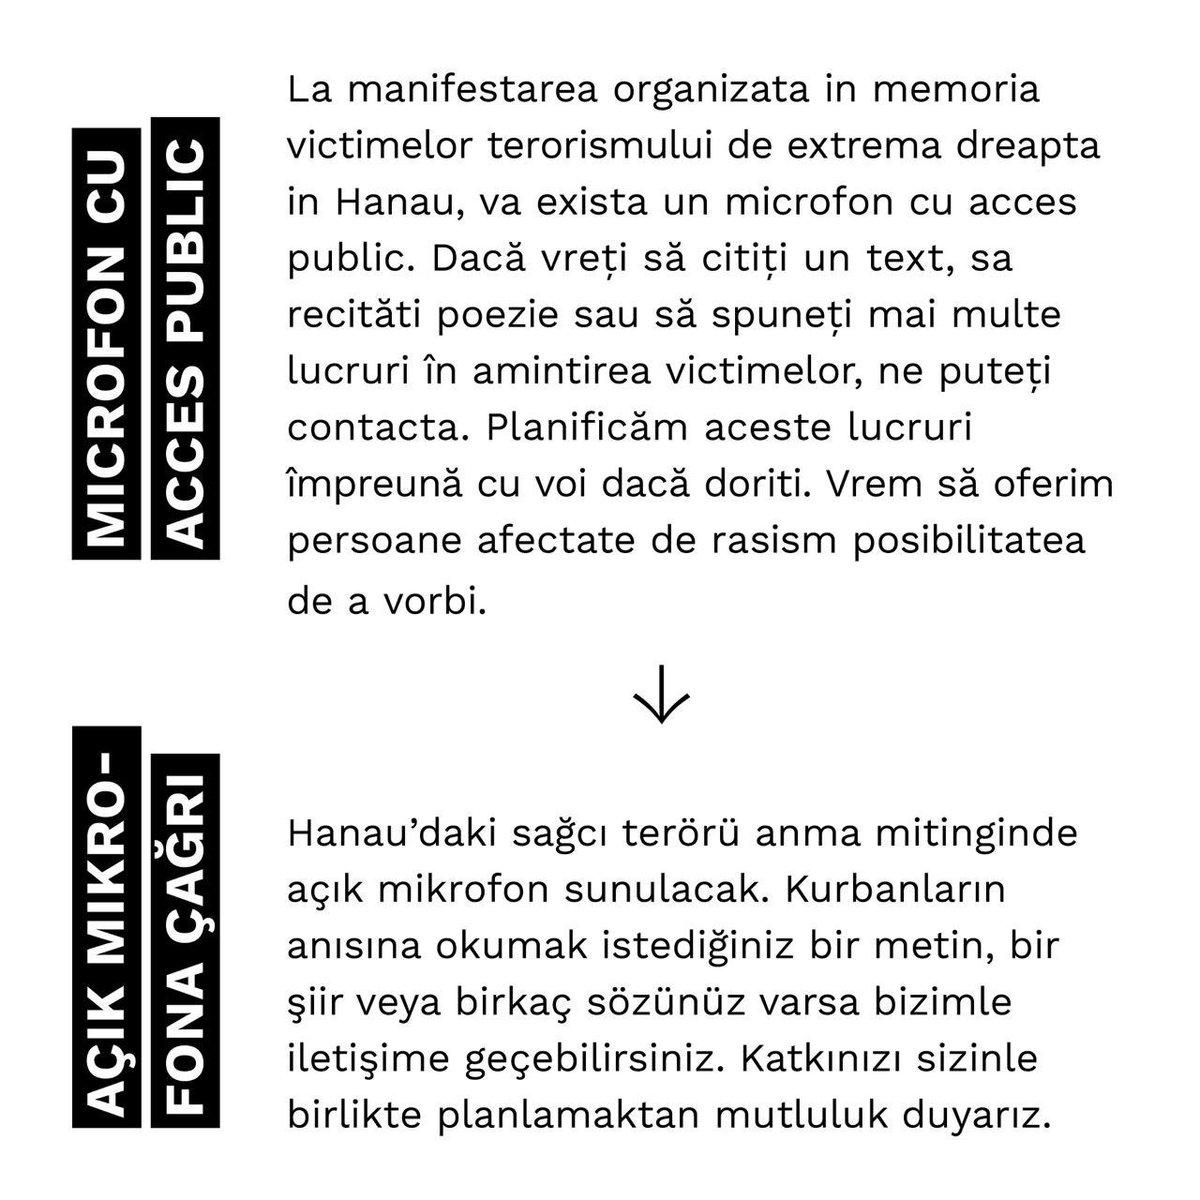 MICROFON CU
ACCES PUBLIC
La manifestarea organizata in memoria
victimelor terorismului de extrema dreapta
in Hanau, va exista un microfon cu acces
public. Dacă vreți să citiți un text, sa
recităti poezie sau să spuneți mai multe
lucruri în amintirea victimelor, ne puteți
contacta. Planificăm aceste lucruri
împreună cu voi dacă doriti. Vrem să oferim
persoane afectate de rasism posibilitatea
de a vorbi.
↓
AÇIK MIKRO-
FONA ÇAĞRI
Hanau’daki sağcı terörü anma mitinginde
açık mikrofon sunulacak. Kurbanların
anısına okumak istediğiniz bir metin, bir
şiir veya birkaç sözünüz varsa bizimle
iletişime geçebilirsiniz. Katkınızı sizinle
birlikte planlamaktan mutluluk duyarız.